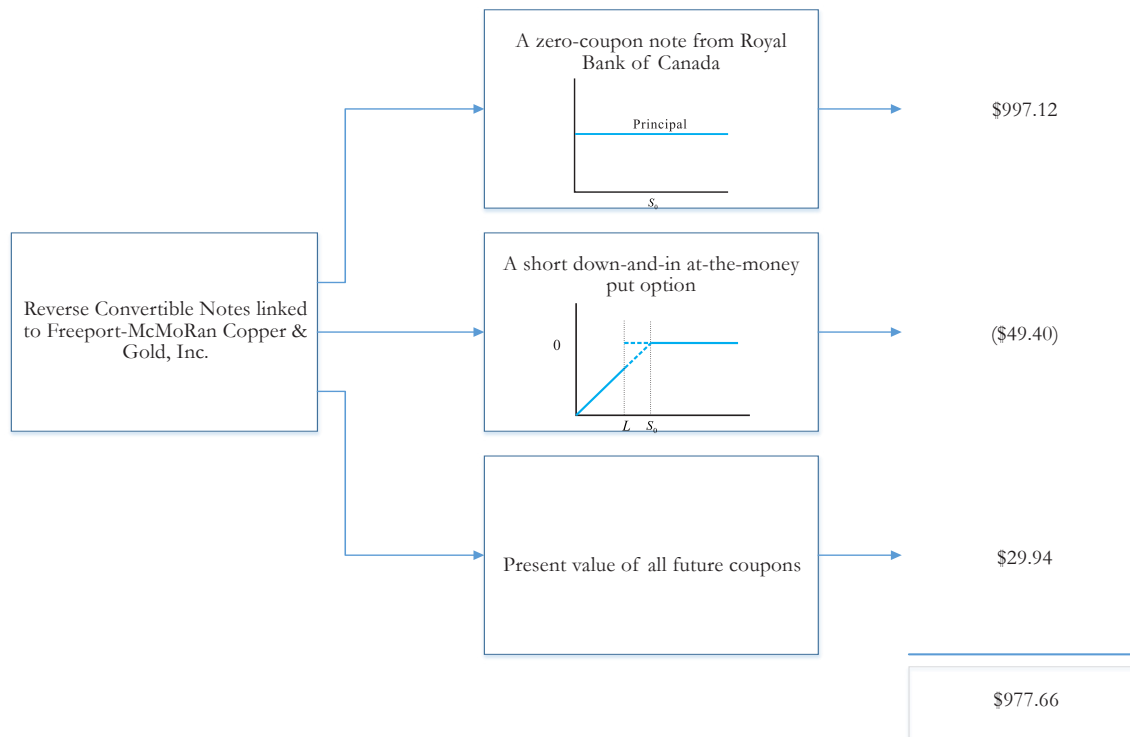 A zero-coupon note from Royal
Bank of Canada
Principal
S₀
$997.12
Reverse Convertible Notes linked
to Freeport-McMoRan Copper &
Gold, Inc.
A short down-and-in at-the-money
put option
0
L S₀
($49.40)
Present value of all future coupons
$29.94
$977.66